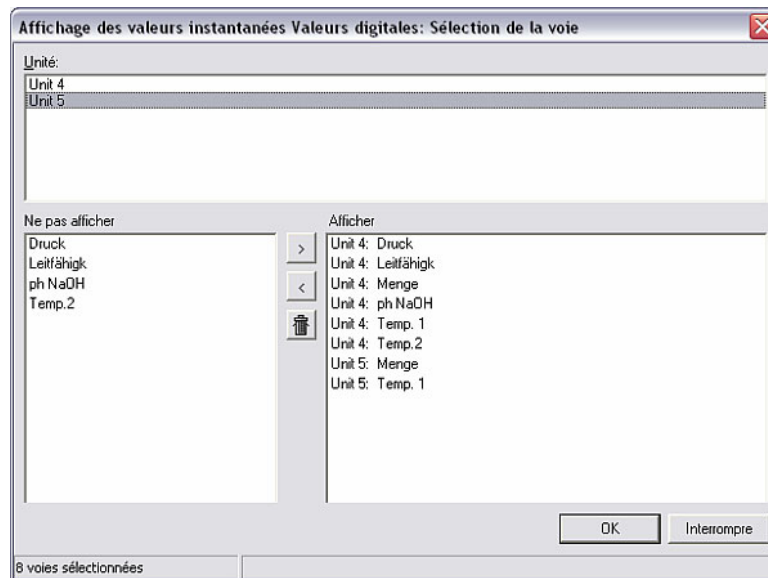 Affichage des valeurs instantanées Valeurs digitales: Sélection de la voie
Unité:
Unit 4
Unit 5
Ne pas afficher
Druck
Leitfähigk
ph NaOH
Temp.2
>
<
Afficher
Unit 4: Druck
Unit 4: Leitfähigk
Unit 4: Menge
Unit 4: ph NaOH
Unit 4: Temp. 1
Unit 4: Temp.2
Unit 5: Menge
Unit 5: Temp. 1
OK
Interrompre
8 voies sélectionnées